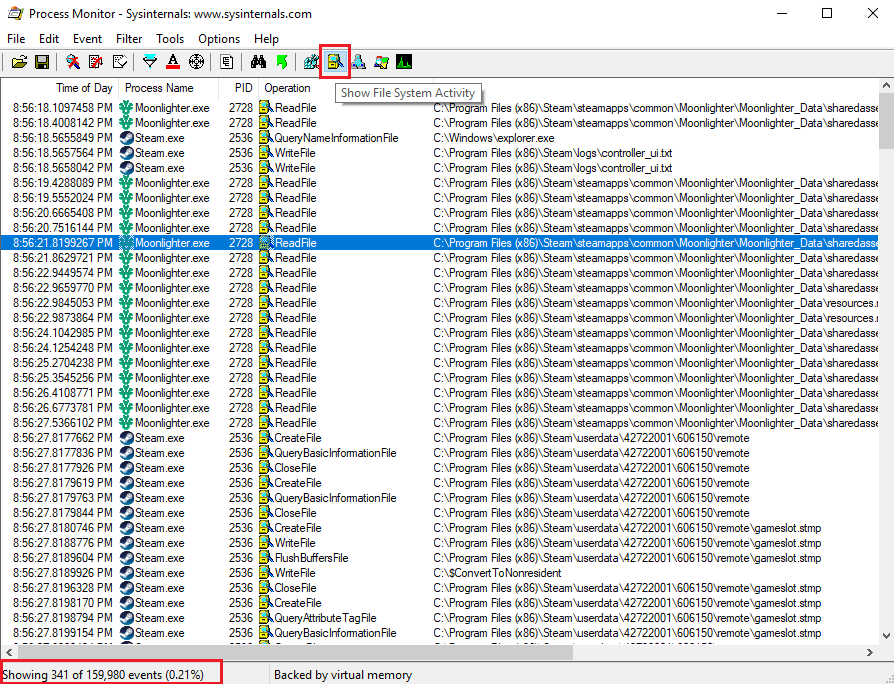 Process Monitor - Sysinternals: www.sysinternals.com
File Edit Event Filter Tools Options Help
Time of Day Process Name PID Operation
Show File System Activity
8:56:18.1097458 PM Moonlighter.exe 2728 ReadFile C:\Program Files (x86)\Steam\steamapps\common\Moonlighter\Moonlighter_Data\sharedasse
8:56:18.4008142 PM Moonlighter.exe 2728 ReadFile C:\Program Files (x86)\Steam\steamapps\common\Moonlighter\Moonlighter_Data\sharedasse
8:56:18.5655849 PM Steam.exe 2536 QueryNameInformationFile C:\Windows\explorer.exe
8:56:18.5657564 PM Steam.exe 2536 WriteFile C:\Program Files (x86)\Steam\logs\controller_ui.txt
8:56:18.5658042 PM Steam.exe 2536 WriteFile C:\Program Files (x86)\Steam\logs\controller_ui.txt
8:56:19.4288089 PM Moonlighter.exe 2728 ReadFile C:\Program Files (x86)\Steam\steamapps\common\Moonlighter\Moonlighter_Data\sharedasse
8:56:19.5552024 PM Moonlighter.exe 2728 ReadFile C:\Program Files (x86)\Steam\steamapps\common\Moonlighter\Moonlighter_Data\sharedasse
8:56:20.6665408 PM Moonlighter.exe 2728 ReadFile C:\Program Files (x86)\Steam\steamapps\common\Moonlighter\Moonlighter_Data\sharedasse
8:56:20.7516144 PM Moonlighter.exe 2728 ReadFile C:\Program Files (x86)\Steam\steamapps\common\Moonlighter\Moonlighter_Data\sharedasse
8:56:21.8199267 PM Moonlighter.exe 2728 ReadFile C:\Program Files (x86)\Steam\steamapps\common\Moonlighter\Moonlighter_Data\sharedasse
8:56:21.8629721 PM Moonlighter.exe 2728 ReadFile C:\Program Files (x86)\Steam\steamapps\common\Moonlighter\Moonlighter_Data\sharedasse
8:56:22.9449574 PM Moonlighter.exe 2728 ReadFile C:\Program Files (x86)\Steam\steamapps\common\Moonlighter\Moonlighter_Data\sharedasse
8:56:22.9659770 PM Moonlighter.exe 2728 ReadFile C:\Program Files (x86)\Steam\steamapps\common\Moonlighter\Moonlighter_Data\sharedasse
8:56:22.9845053 PM Moonlighter.exe 2728 ReadFile C:\Program Files (x86)\Steam\steamapps\common\Moonlighter\Moonlighter_Data\resources.r
8:56:22.9873864 PM Moonlighter.exe 2728 ReadFile C:\Program Files (x86)\Steam\steamapps\common\Moonlighter\Moonlighter_Data\resources.r
8:56:24.1042985 PM Moonlighter.exe 2728 ReadFile C:\Program Files (x86)\Steam\steamapps\common\Moonlighter\Moonlighter_Data\sharedasse
8:56:24.1254248 PM Moonlighter.exe 2728 ReadFile C:\Program Files (x86)\Steam\steamapps\common\Moonlighter\Moonlighter_Data\sharedasse
8:56:25.2704238 PM Moonlighter.exe 2728 ReadFile C:\Program Files (x86)\Steam\steamapps\common\Moonlighter\Moonlighter_Data\sharedasse
8:56:25.3545256 PM Moonlighter.exe 2728 ReadFile C:\Program Files (x86)\Steam\steamapps\common\Moonlighter\Moonlighter_Data\sharedasse
8:56:26.4108771 PM Moonlighter.exe 2728 ReadFile C:\Program Files (x86)\Steam\steamapps\common\Moonlighter\Moonlighter_Data\sharedasse
8:56:26.6773781 PM Moonlighter.exe 2728 ReadFile C:\Program Files (x86)\Steam\steamapps\common\Moonlighter\Moonlighter_Data\sharedasse
8:56:27.5366102 PM Moonlighter.exe 2728 ReadFile C:\Program Files (x86)\Steam\steamapps\common\Moonlighter\Moonlighter_Data\sharedasse
8:56:27.8177662 PM Steam.exe 2536 CreateFile C:\Program Files (x86)\Steam\userdata\42722001\606150\remote
8:56:27.8177836 PM Steam.exe 2536 QueryBasicInformationFile C:\Program Files (x86)\Steam\userdata\42722001\606150\remote
8:56:27.8177926 PM Steam.exe 2536 CloseFile C:\Program Files (x86)\Steam\userdata\42722001\606150\remote
8:56:27.8179619 PM Steam.exe 2536 CreateFile C:\Program Files (x86)\Steam\userdata\42722001\606150\remote
8:56:27.8179763 PM Steam.exe 2536 QueryBasicInformationFile C:\Program Files (x86)\Steam\userdata\42722001\606150\remote
8:56:27.8179844 PM Steam.exe 2536 CloseFile C:\Program Files (x86)\Steam\userdata\42722001\606150\remote
8:56:27.8180746 PM Steam.exe 2536 CreateFile C:\Program Files (x86)\Steam\userdata\42722001\606150\remote\gameslot.stmp
8:56:27.8188776 PM Steam.exe 2536 WriteFile C:\Program Files (x86)\Steam\userdata\42722001\606150\remote\gameslot.stmp
8:56:27.8189604 PM Steam.exe 2536 FlushBuffersFile C:\Program Files (x86)\Steam\userdata\42722001\606150\remote\gameslot.stmp
8:56:27.8189926 PM Steam.exe 2536 WriteFile C:\$ConvertToNonresident
8:56:27.8196328 PM Steam.exe 2536 CloseFile C:\Program Files (x86)\Steam\userdata\42722001\606150\remote\gameslot.stmp
8:56:27.8198170 PM Steam.exe 2536 CreateFile C:\Program Files (x86)\Steam\userdata\42722001\606150\remote\gameslot.stmp
8:56:27.8198794 PM Steam.exe 2536 QueryAttributeTagFile C:\Program Files (x86)\Steam\userdata\42722001\606150\remote\gameslot.stmp
8:56:27.8199154 PM Steam.exe 2536 QueryBasicInformationFile C:\Program Files (x86)\Steam\userdata\42722001\606150\remote\gameslot.stmp
Showing 341 of 159,980 events (0.21%) Backed by virtual memory